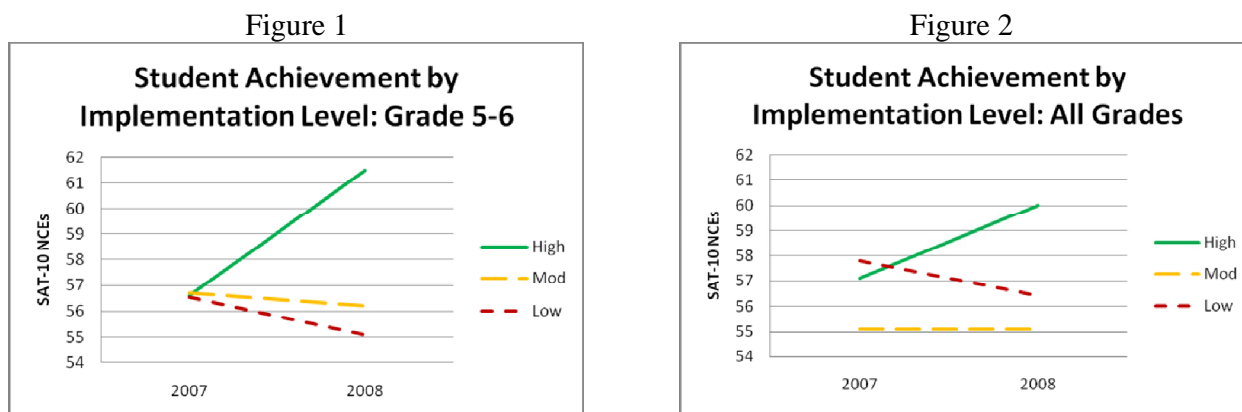 Figure 1
Student Achievement by
Implementation Level: Grade 5-6
SAT-10 NCEs
62
61
60
59
58
57
56
55
54
2007
2008
High
Mod
Low
Figure 2
Student Achievement by
Implementation Level: All Grades
SAT-10 NCEs
62
61
60
59
58
57
56
55
54
2007
2008
High
Mod
Low